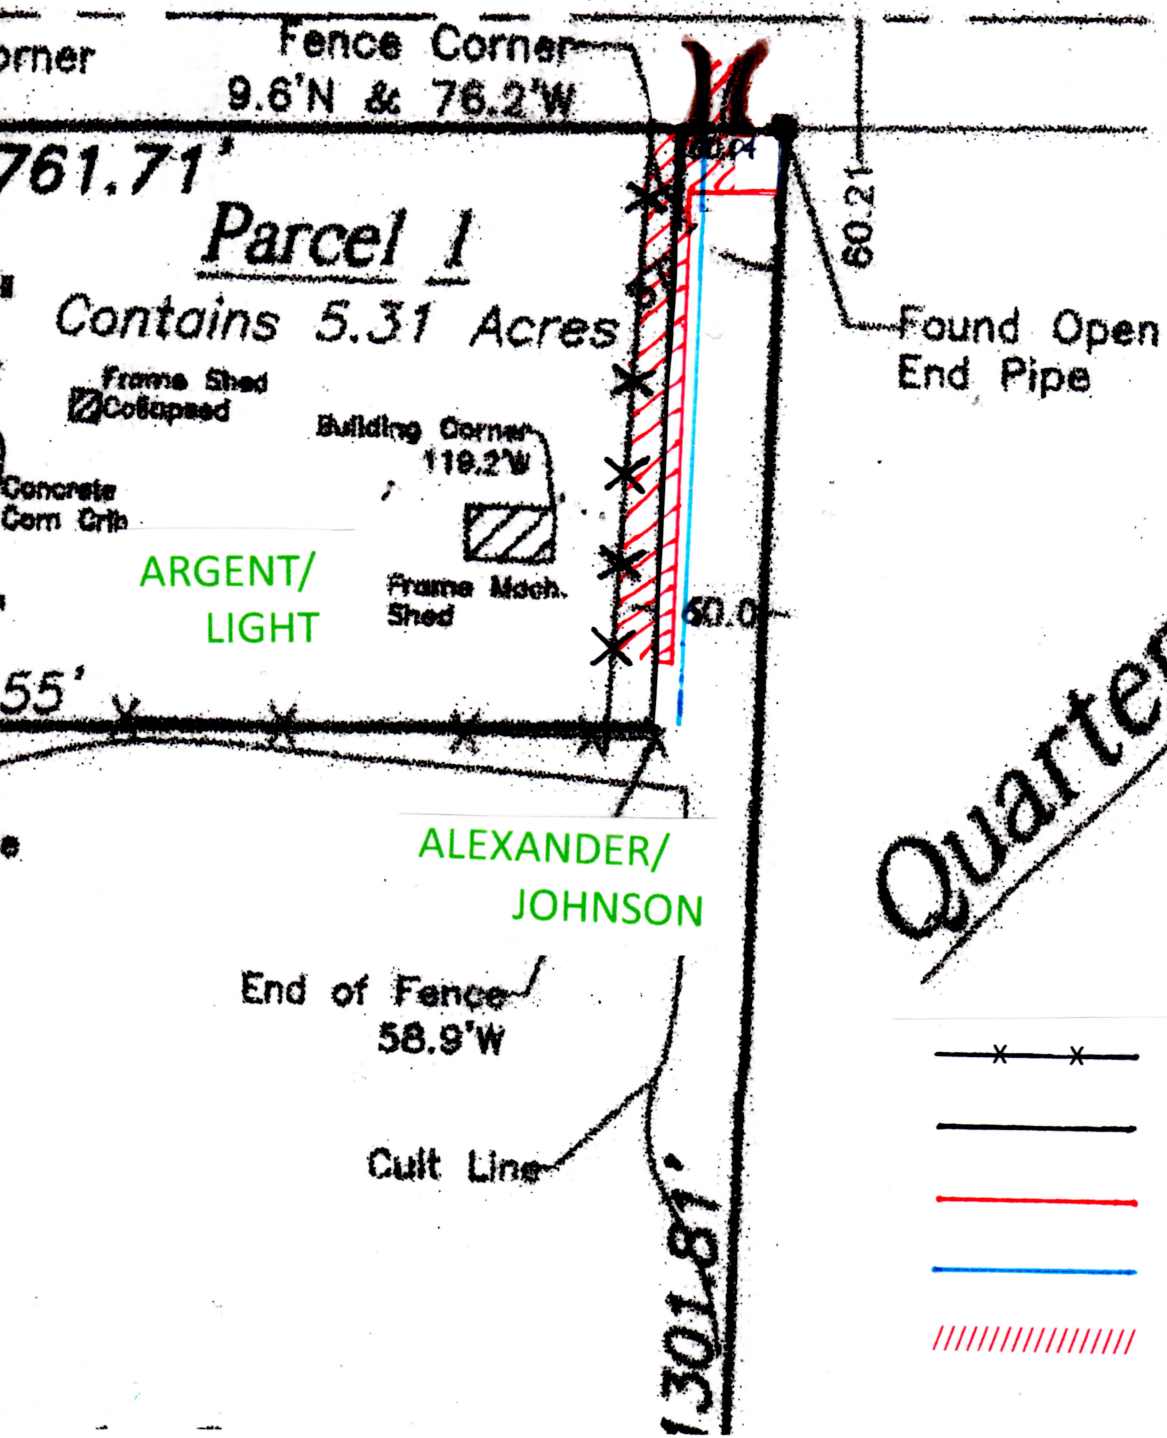 orner
Fence Corner
9.6'N & 76.2'W
761.71'
Parcel 1
Contains 5.31 Acres
60.21
Found Open
End Pipe
Frame Shed
Collapsed
Building Corner
119.2'W
Concrete
Corn Crib
Frame Mach.
Shed
ARGENT/
LIGHT
60.0
55'
Quarter
ALEXANDER/
JOHNSON
End of Fence
58.9'W
Cult Line
1301.81'